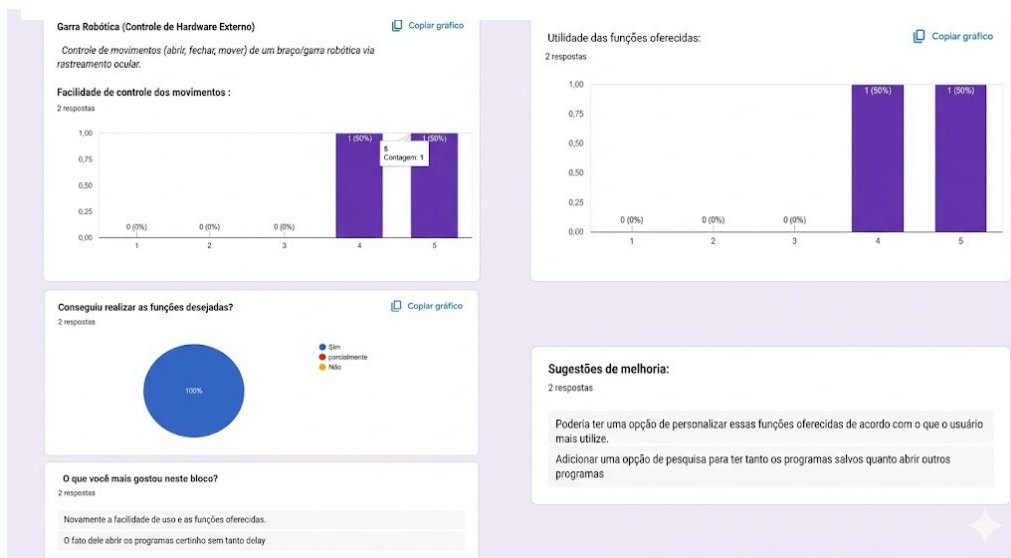 Garra Robótica (Controle de Hardware Externo)
Copiar gráfico
Controle de movimentos (abrir, fechar, mover) de um braço/garra robótica via
rastreamento ocular.
Facilidade de controle dos movimentos :
2 respostas
1,00
0,75
0,50
0,25
0,00
0 (0%)
0 (0%)
0 (0%)
1 (50%)
1 (50%)
5
Contagem: 1
1
2
3
4
5
Conseguiu realizar as funções desejadas?
Copiar gráfico
2 respostas
100%
Sim
parcialmente
Não
O que você mais gostou neste bloco?
2 respostas
Novamente a facilidade de uso e as funções oferecidas.
O fato dele abrir os programas certinho sem tanto delay
Utilidade das funções oferecidas:
Copiar gráfico
2 respostas
1,00
0,75
0,50
0,50
0,25
0,00
0 (0%)
0 (0%)
0 (0%)
1 (50%)
1 (50%)
1
2
3
4
5
Sugestões de melhoria:
2 respostas
Poderia ter uma opção de personalizar essas funções oferecidas de acordo com o que o usuário
mais utilize.
Adicionar uma opção de pesquisa para ter tanto os programas salvos quanto abrir outros
programas